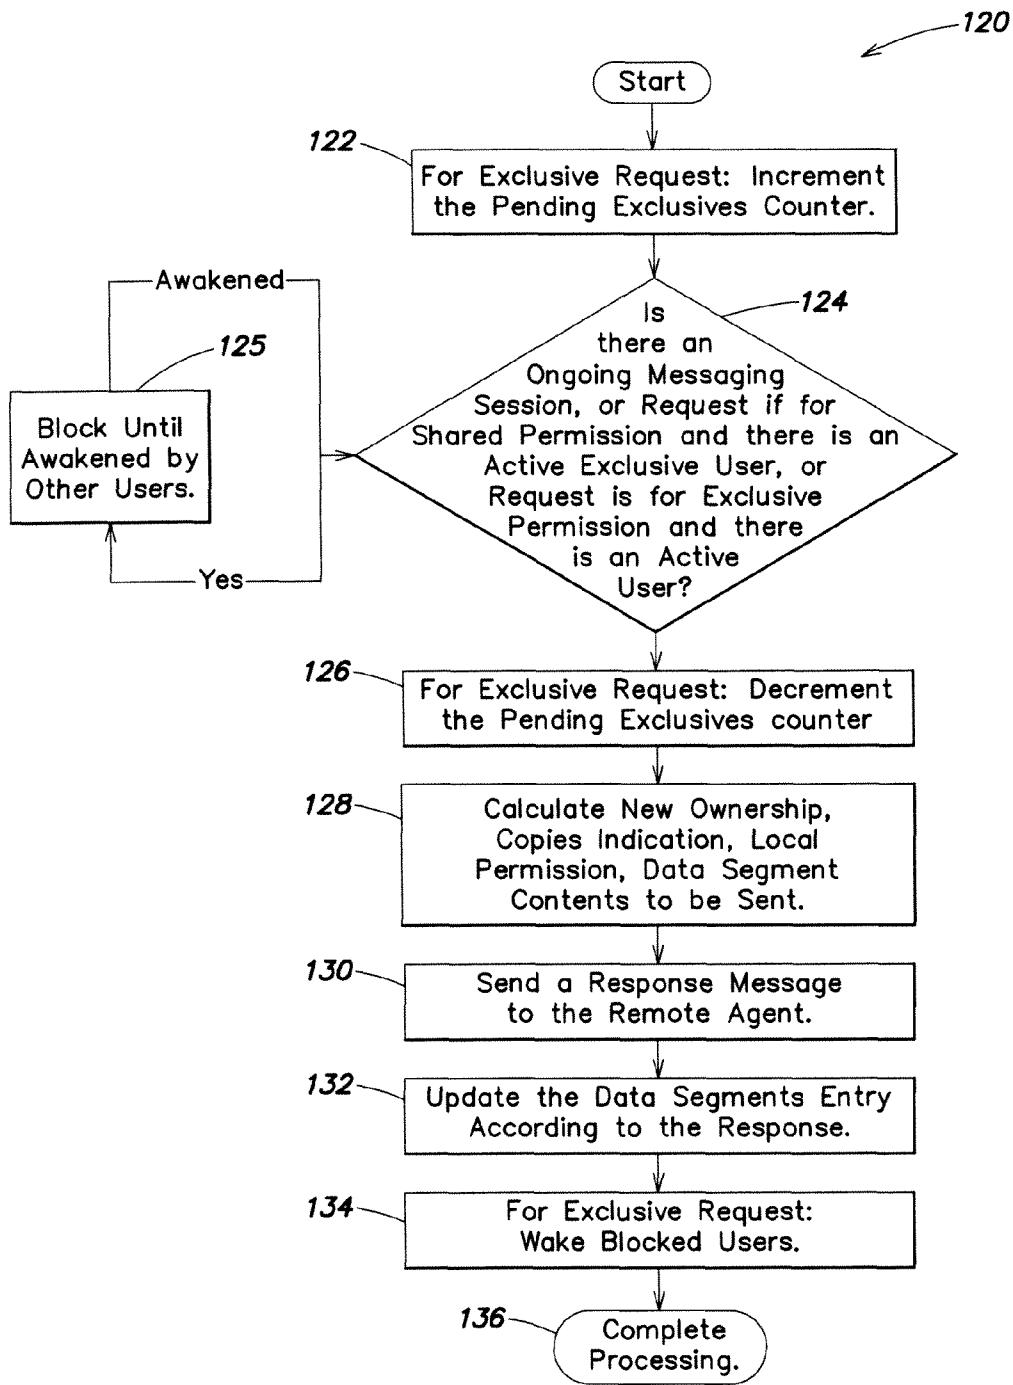 120
Start
122
For Exclusive Request: Increment
the Pending Exclusives Counter.
Awakened
124
Is
there an
Ongoing Messaging
Session, or Request if for
Shared Permission and there is an
Active Exclusive User, or
Request is for Exclusive
Permission and there
is an Active
User?
125
Block Until
Awakened by
Other Users.
Yes
126
For Exclusive Request: Decrement
the Pending Exclusives counter
128
Calculate New Ownership,
Copies Indication, Local
Permission, Data Segment
Contents to be Sent.
130
Send a Response Message
to the Remote Agent.
132
Update the Data Segments Entry
According to the Response.
134
For Exclusive Request:
Wake Blocked Users.
136
Complete
Processing.